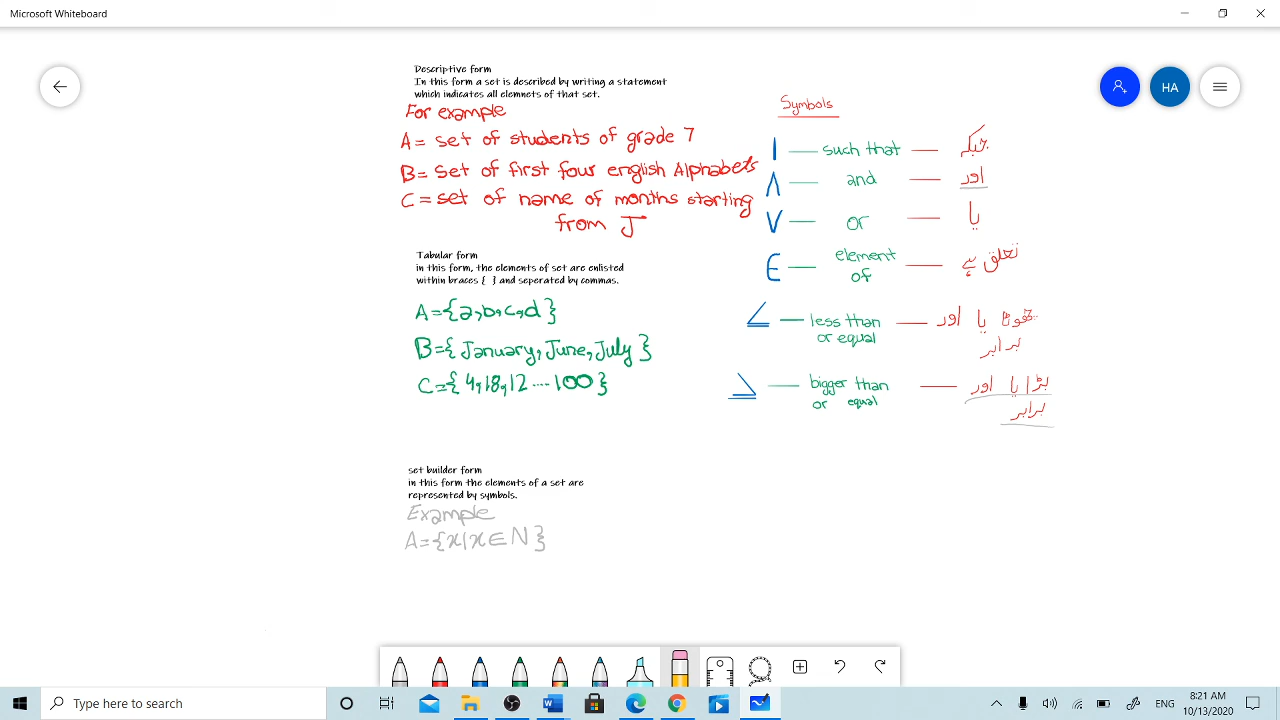 Microsoft Whiteboard
HA
Descriptive form
In this form a set is described by writing a statement
which indicates all elemnets of that set.
For example
A= set of students of grade 7
B= set of first four english Alphabets
C = set of name of months starting
from J
Tabular form
in this form, the elements of set are enlisted
within braces { } and seperated by commas.
A={a,b,c,d}
B={January, June, July}
C={4,18,12 ---- 100}
set builder form
in this form the elements of a set are
represented by symbols.
Example
A={x|x∈N}
Symbols
| — such that — جبکہ
∧ — and — اور
∨ — or — یا
∈ — element of — تعلق ہے
≤ — less than or equal — چھوٹا یا اور برابر
≥ — bigger than or equal — بڑا یا اور برابر
Type here to search
8:21 AM
10/13/2020